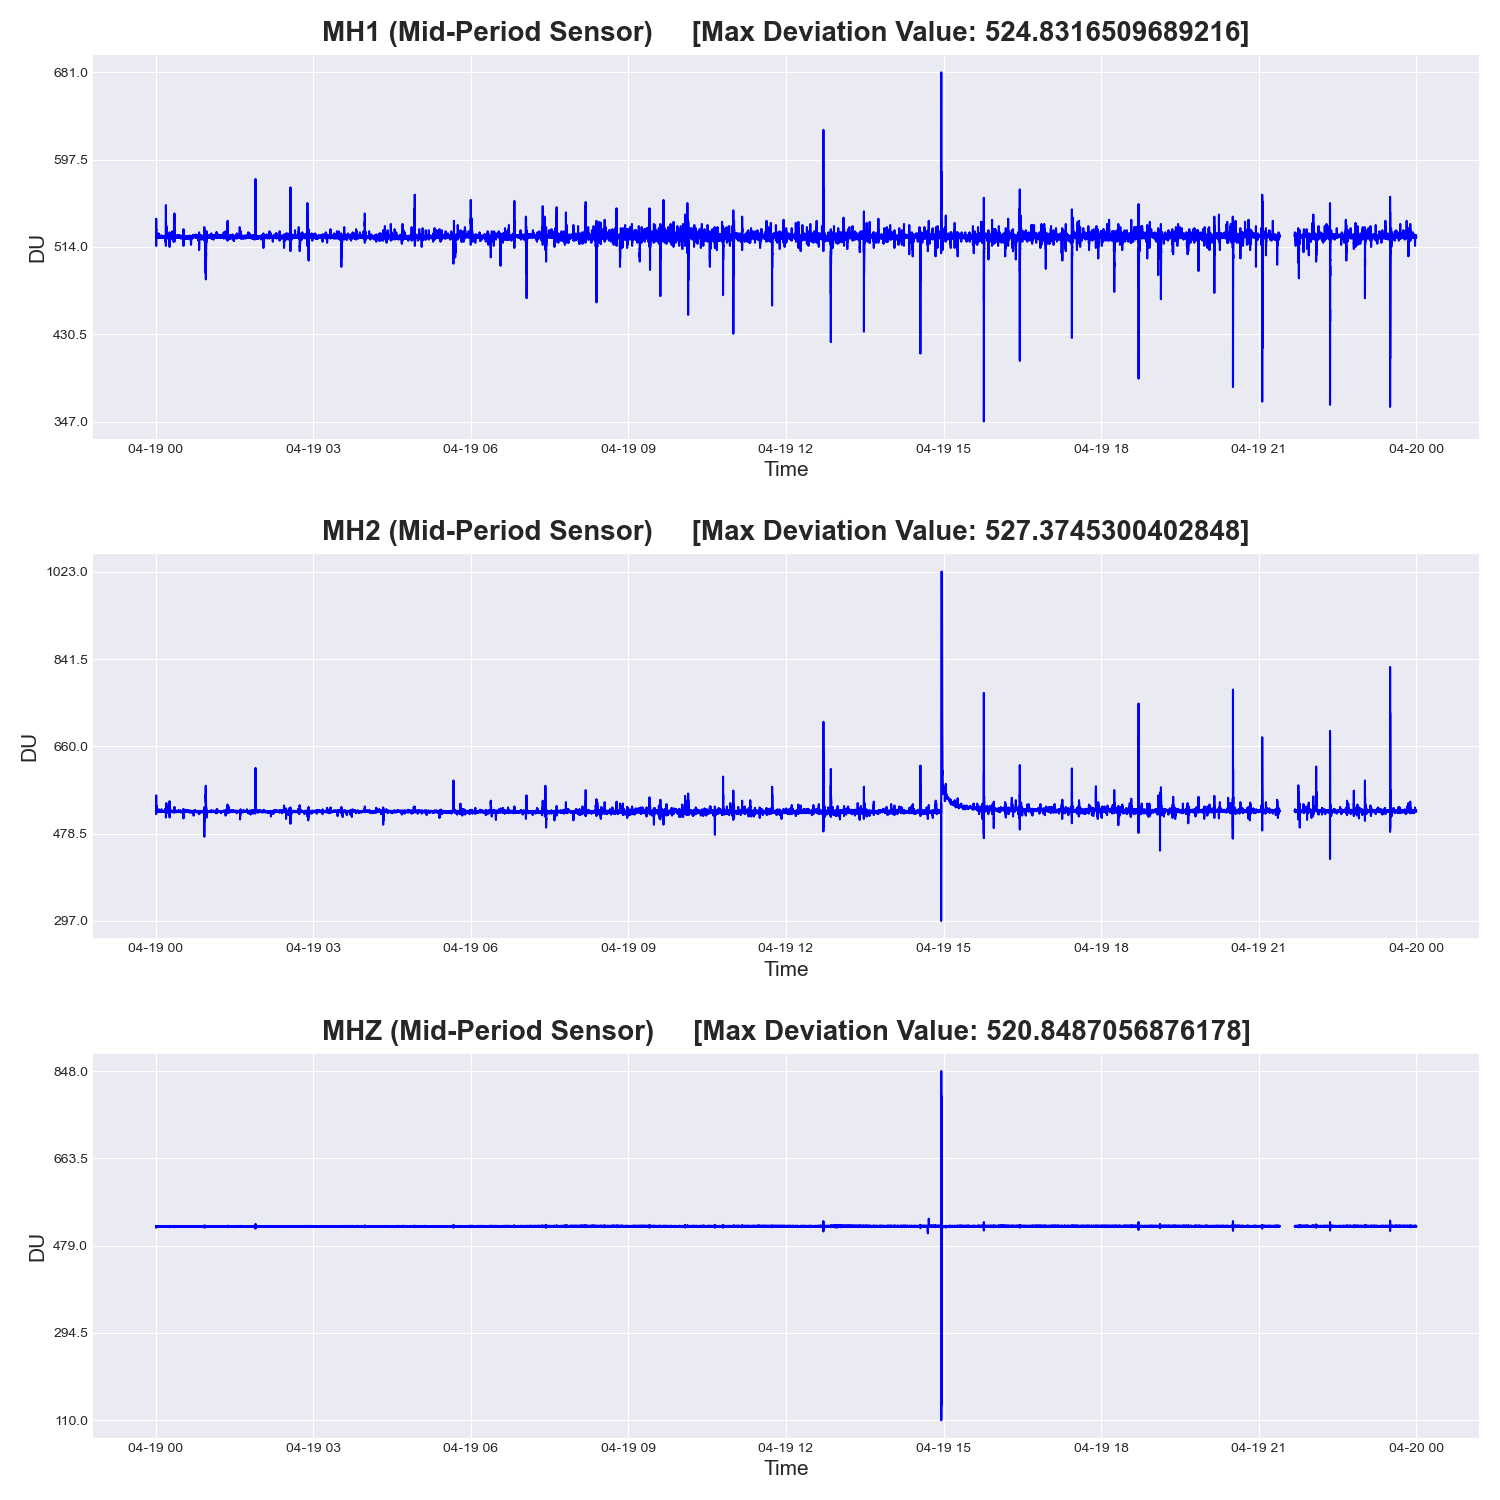 MH1 (Mid-Period Sensor) [Max Deviation Value: 524.8316509689216]
681.0
597.5
514.0
430.5
347.0
DU
04-19 00 04-19 03 04-19 06 04-19 09 04-19 12 04-19 15 04-19 18 04-19 21 04-20 00
Time
MH2 (Mid-Period Sensor) [Max Deviation Value: 527.3745300402848]
1023.0
841.5
660.0
478.5
297.0
DU
04-19 00 04-19 03 04-19 06 04-19 09 04-19 12 04-19 15 04-19 18 04-19 21 04-20 00
Time
MHZ (Mid-Period Sensor) [Max Deviation Value: 520.8487056876178]
848.0
663.5
479.0
294.5
110.0
DU
04-19 00 04-19 03 04-19 06 04-19 09 04-19 12 04-19 15 04-19 18 04-19 21 04-20 00
Time